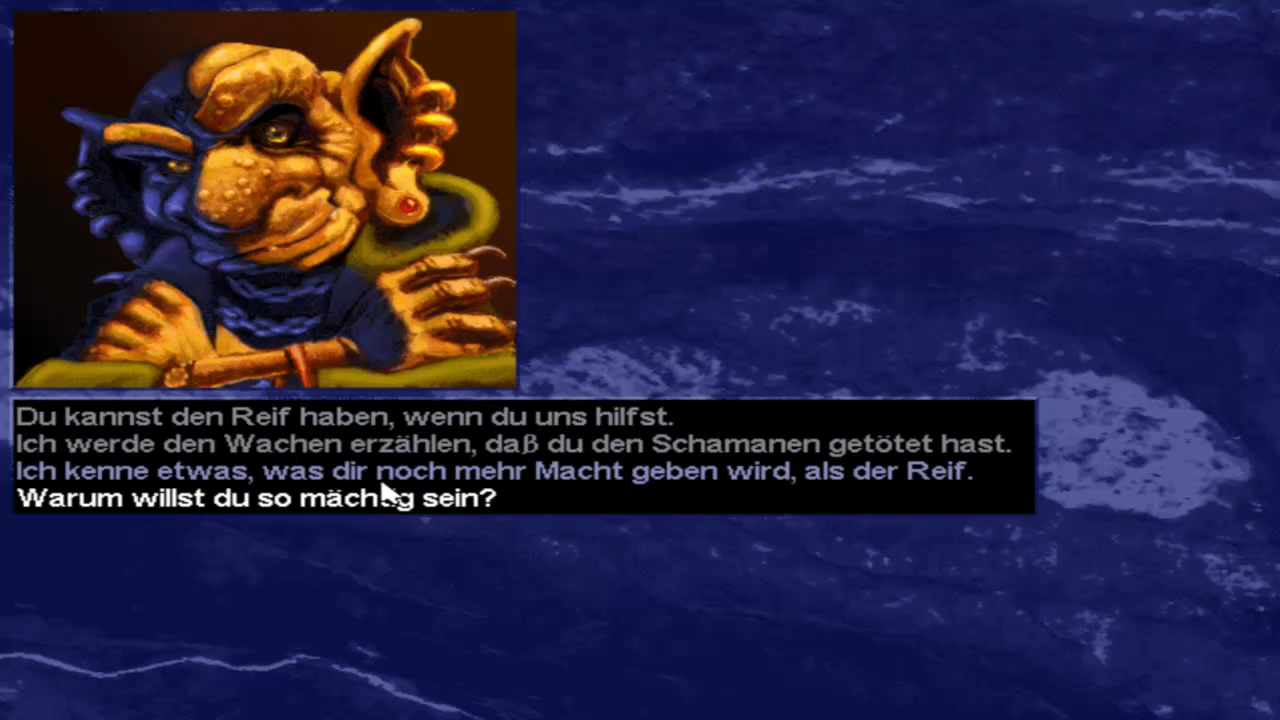 Du kannst den Reif haben, wenn du uns hilfst.
Ich werde den Wachen erzählen, daß du den Schamanen getötet hast.
Ich kenne etwas, was dir noch mehr Macht geben wird, als der Reif.
Warum willst du so mächtig sein?